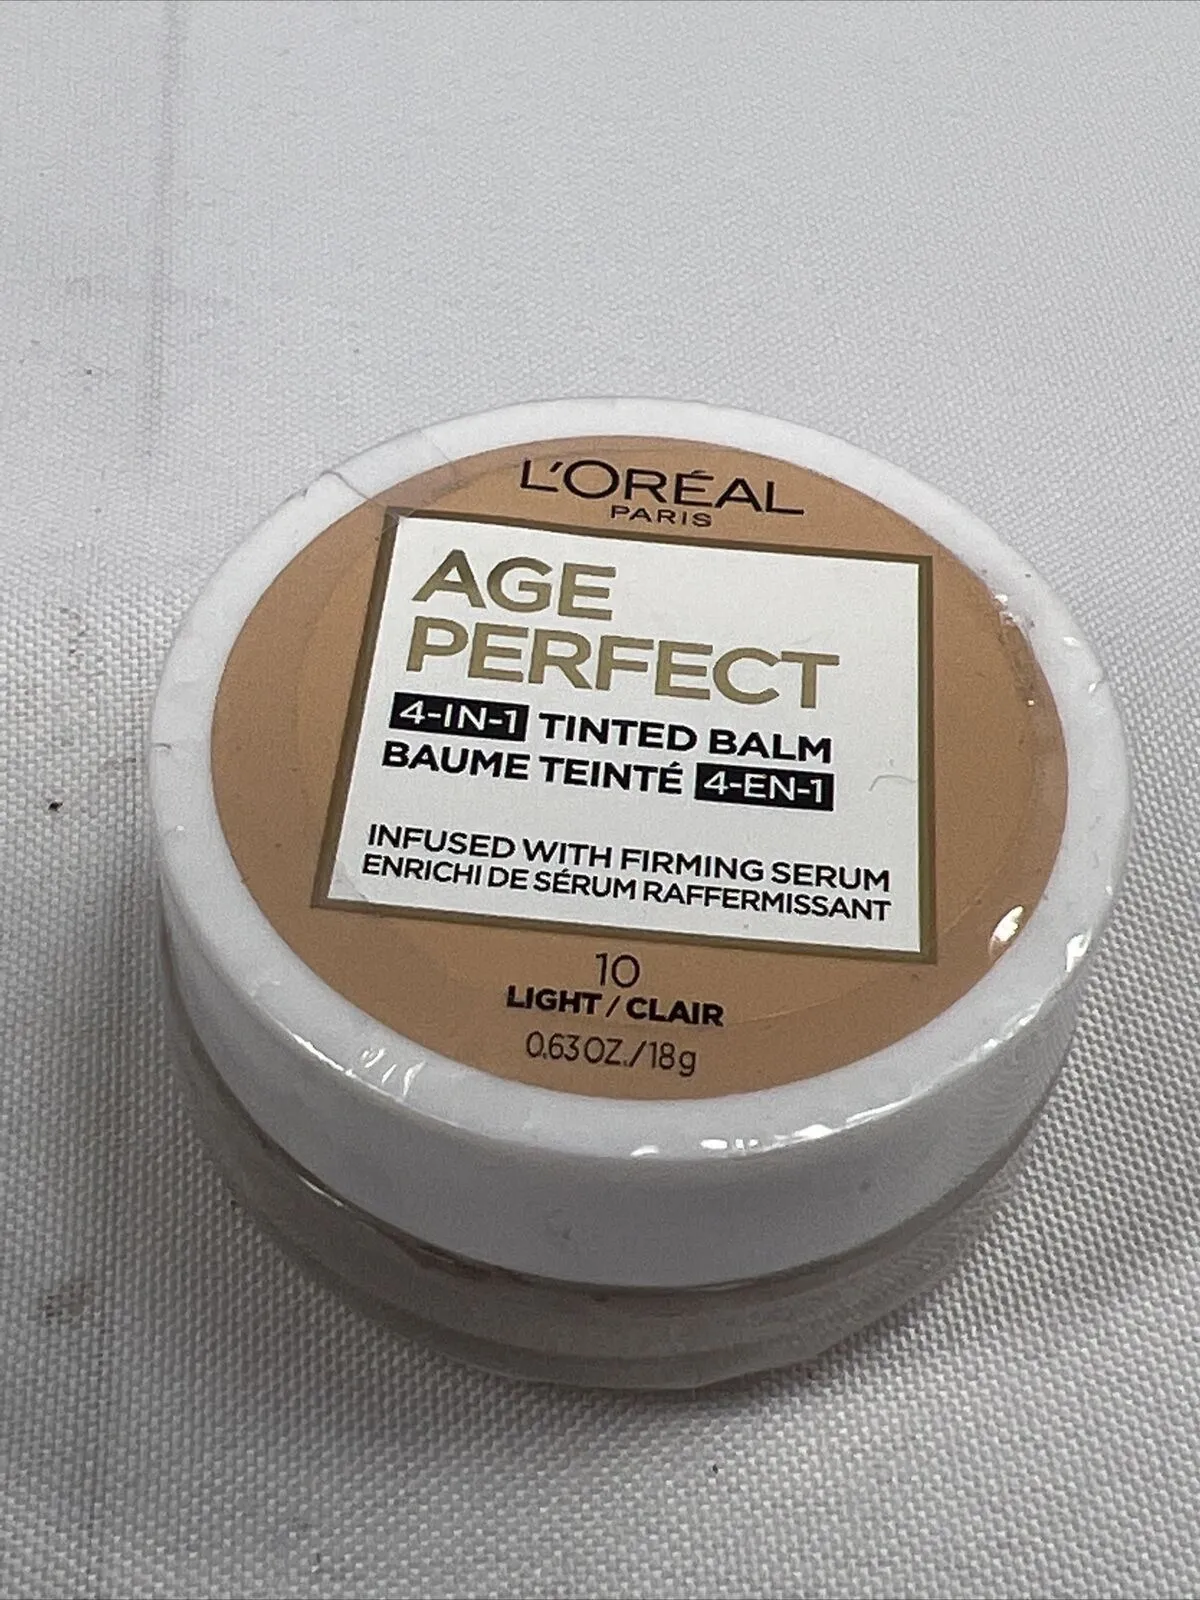 L'ORÉAL
PARIS
AGE
PERFECT
4-IN-1 TINTED BALM
BAUME TEINTÉ 4-EN-1
INFUSED WITH FIRMING SERUM
ENRICHI DE SÉRUM RAFFERMISSANT
10
LIGHT / CLAIR
0.63 OZ./18g